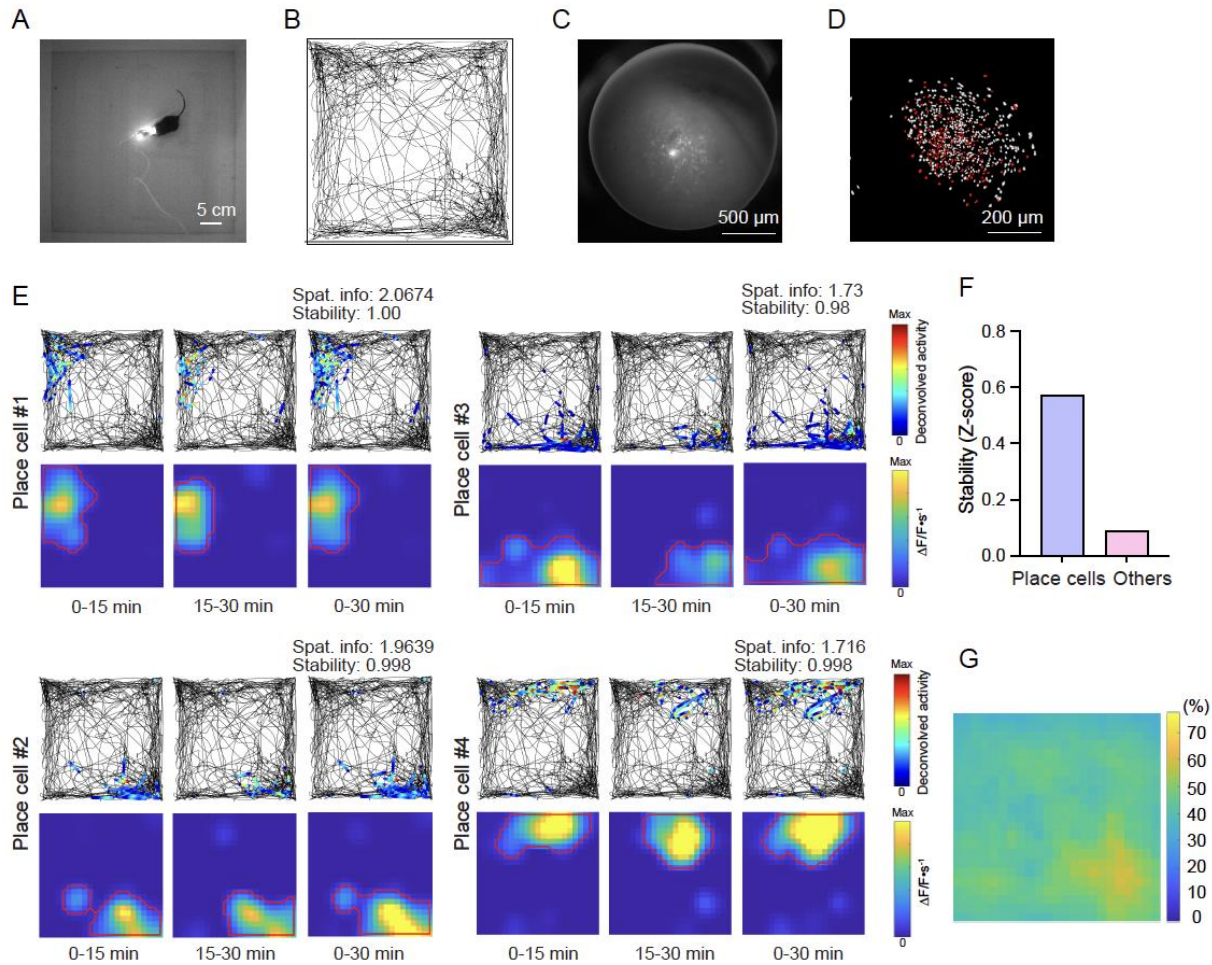 A
B
C
D
5 cm
500 µm
200 µm
E
Spat. info: 2.0674
Stability: 1.00
Place cell #1
0-15 min
15-30 min
0-30 min
Spat. info: 1.73
Stability: 0.98
Place cell #3
0-15 min
15-30 min
0-30 min
Max
Deconvolved activity
0
Max
ΔF/F•s⁻¹
0
F
Stability (Z-score)
0.8
0.6
0.4
0.2
0.0
Place cells
Others
Spat. info: 1.9639
Stability: 0.998
Place cell #2
0-15 min
15-30 min
0-30 min
Spat. info: 1.716
Stability: 0.998
Place cell #4
0-15 min
15-30 min
0-30 min
Max
Deconvolved activity
0
Max
ΔF/F•s⁻¹
0
G
(%)
70
60
50
50
30
20
10
0